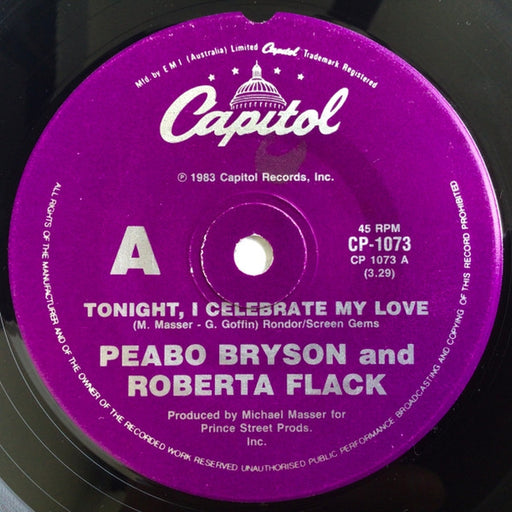 Mfd. by E M I (Australia) Limited Capitol Trademark Registered
Capitol
℗ 1983 Capitol Records, Inc.
A
45 RPM
CP-1073
CP 1073 A
(3.29)
TONIGHT, I CELEBRATE MY LOVE
(M. Masser - G. Goffin) Rondor/Screen Gems
PEABO BRYSON and
ROBERTA FLACK
Produced by Michael Masser for
Prince Street Prods.
Inc.
ALL RIGHTS OF THE MANUFACTURER AND OF THE OWNER OF THE RECORDED WORK RESERVED UNAUTHORISED PUBLIC PERFORMANCE BROADCASTING AND COPYING OF THIS RECORD PROHIBITED